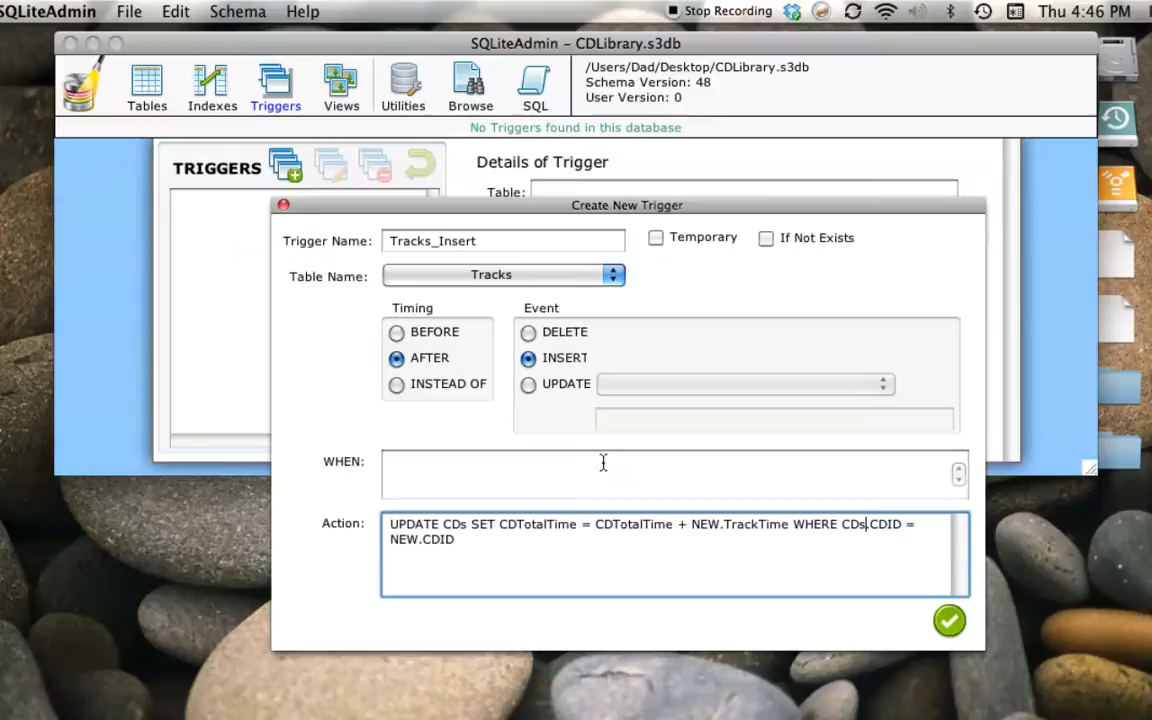 SQLiteAdmin File Edit Schema Help Stop Recording Thu 4:46 PM
SQLiteAdmin - CDLibrary.s3db
Tables Indexes Triggers Views Utilities Browse SQL
/Users/Dad/Desktop/CDLibrary.s3db
Schema Version: 48
User Version: 0
No Triggers found in this database
TRIGGERS
Details of Trigger
Table:
Create New Trigger
Trigger Name: Tracks_Insert Temporary If Not Exists
Table Name: Tracks
Timing
BEFORE
AFTER
INSTEAD OF
Event
DELETE
INSERT
UPDATE
WHEN:
Action: UPDATE CDs SET CDTotalTime = CDTotalTime + NEW.TrackTime WHERE CDs.CDID =
NEW.CDID